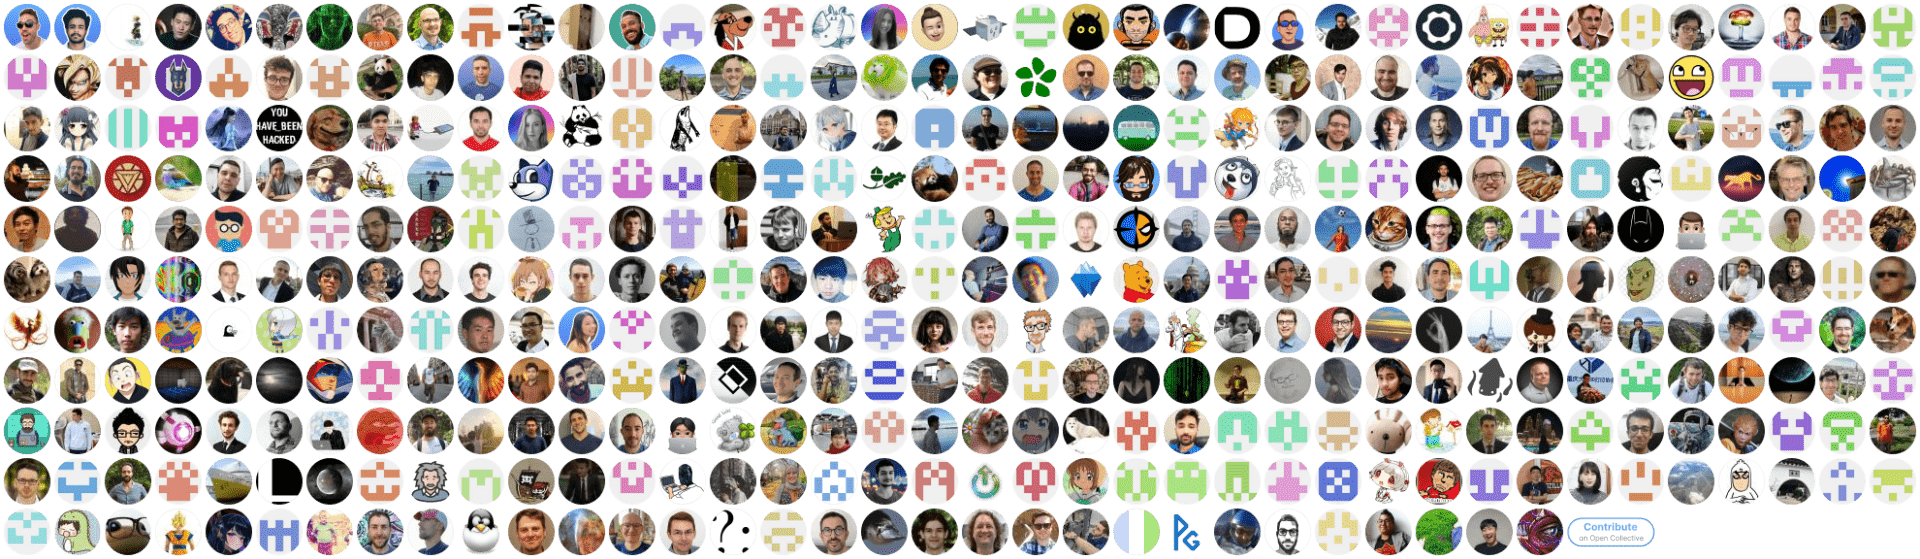 YOU
HAVE BEEN
HACKED
Contribute
on Open Collective